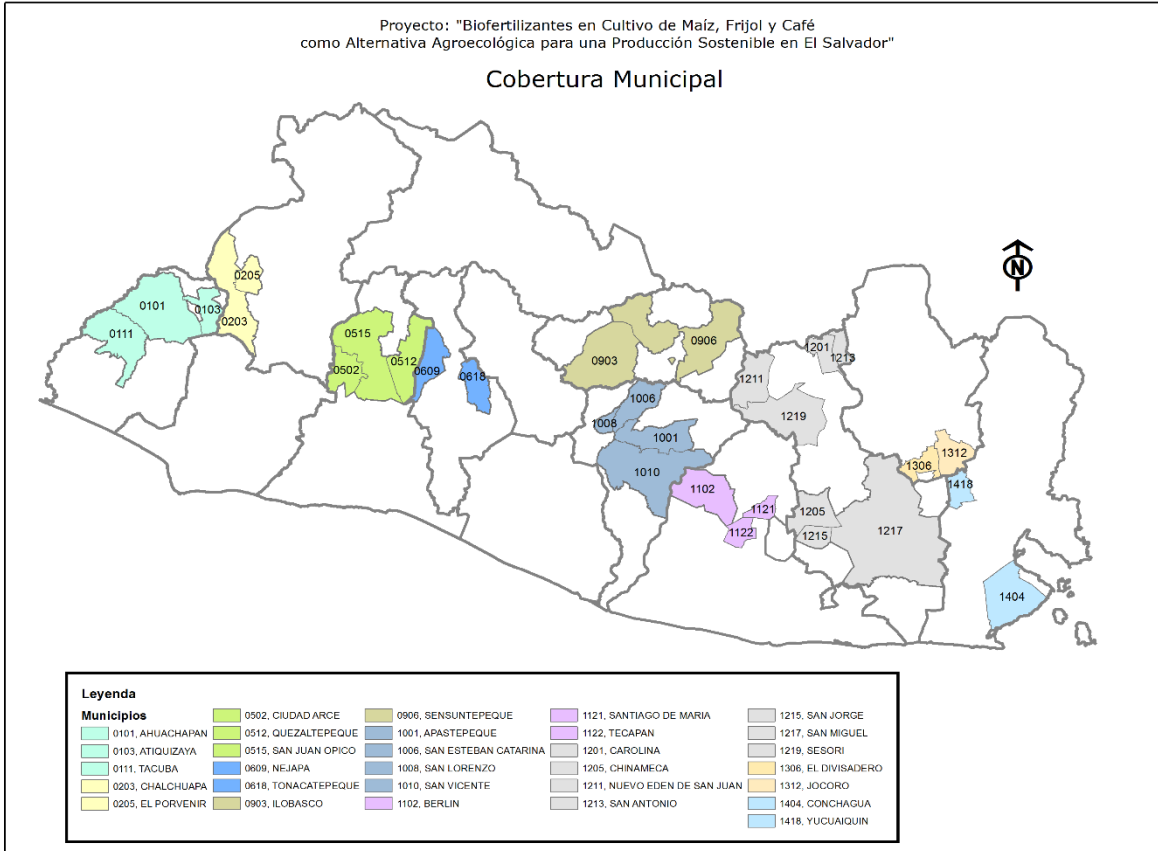 Proyecto: "Biofertilizantes en Cultivo de Maíz, Frijol y Café
como Alternativa Agroecológica para una Producción Sostenible en El Salvador"
Cobertura Municipal
N
0205
0101
0103
0203
0111
0515
0502
0512
0609
0618
0903
0906
1006
1008
1001
1010
1102
1121
1122
1201
1213
1211
1219
1306
1312
1418
1205
1215
1217
1404
Leyenda
Municipios
0101, AHUACHAPAN
0103, ATIQUIZAYA
0111, TACUBA
0203, CHALCHUAPA
0205, EL PORVENIR
0502, CIUDAD ARCE
0512, QUEZALTEPEQUE
0515, SAN JUAN OPICO
0609, NEJAPA
0618, TONACATEPEQUE
0903, ILOBASCO
0906, SENSUNTEPEQUE
1001, APASTEPEQUE
1006, SAN ESTEBAN CATARINA
1008, SAN LORENZO
1010, SAN VICENTE
1102, BERLIN
1121, SANTIAGO DE MARIA
1122, TECAPAN
1201, CAROLINA
1205, CHINAMECA
1211, NUEVO EDEN DE SAN JUAN
1213, SAN ANTONIO
1215, SAN JORGE
1217, SAN MIGUEL
1219, SESORI
1306, EL DIVISADERO
1312, JOCORO
1404, CONCHAGUA
1418, YUCUAIQUIN